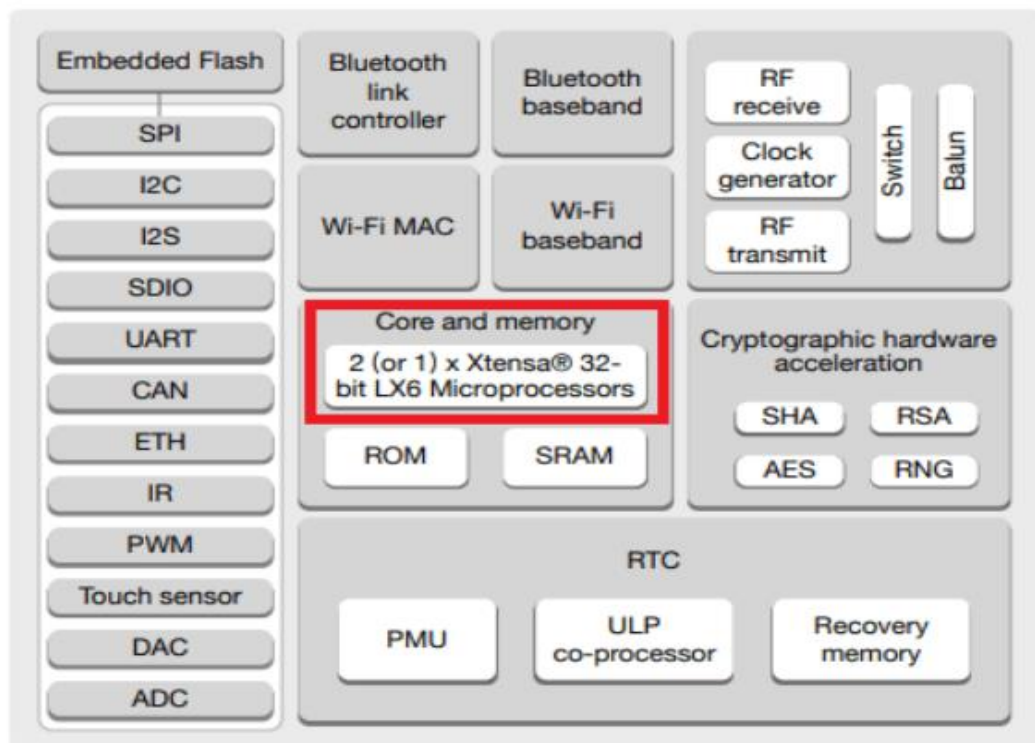 Embedded Flash
SPI
I2C
I2S
SDIO
UART
CAN
ETH
IR
PWM
Touch sensor
DAC
ADC
Bluetooth
link
controller
Bluetooth
baseband
Wi-Fi MAC
Wi-Fi
baseband
RF
receive
Clock
generator
RF
transmit
Switch
Balun
Core and memory
2 (or 1) x Xtensa® 32-
bit LX6 Microprocessors
ROM
SRAM
Cryptographic hardware
acceleration
SHA
RSA
AES
RNG
RTC
PMU
ULP
co-processor
Recovery
memory